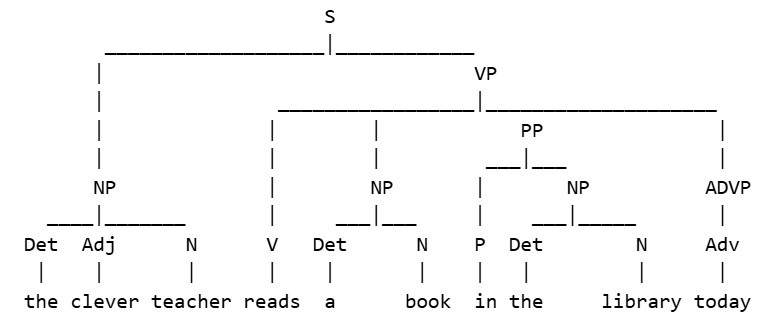 S
VP
PP
NP NP NP ADVP
Det Adj N V Det N P Det N Adv
the clever teacher reads a book in the library today